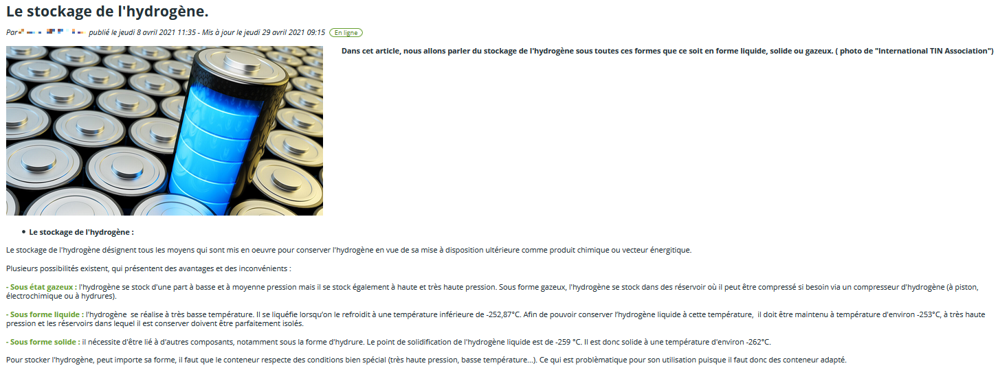 Le stockage de l'hydrogène.
Par publié le jeudi 8 avril 2021 11:35 - Mis à jour le jeudi 29 avril 2021 09:15 En ligne
Dans cet article, nous allons parler du stockage de l'hydrogène sous toutes ces formes que ce soit en forme liquide, solide ou gazeux. ( photo de "International TIN Association")
• Le stockage de l'hydrogène :
Le stockage de l'hydrogène désignent tous les moyens qui sont mis en oeuvre pour conserver l'hydrogène en vue de sa mise à disposition ultérieure comme produit chimique ou vecteur énergitique.
Plusieurs possibilités existent, qui présentent des avantages et des inconvénients :
- Sous état gazeux : l'hydrogène se stock d'une part à basse et à moyenne pression mais il se stock également à haute et très haute pression. Sous forme gazeux, l'hydrogène se stock dans des réservoir où il peut être compressé si besoin via un compresseur d'hydrogène (à piston,
électrochimique ou à hydrures).
- Sous forme liquide : l'hydrogène se réalise à très basse température. Il se liquéfie lorsqu'on le refroidit à une température inférieure de -252,87°C. Afin de pouvoir conserver l'hydrogène liquide à cette température, il doit être maintenu à température d'environ -253°C, à très haute
pression et les réservoirs dans lequel il est conserver doivent être parfaitement isolés.
- Sous forme solide : il nécessite d'être lié à d'autres composants, notamment sous la forme d'hydrure. Le point de solidification de l'hydrogène liquide est de -259 °C. Il est donc solide à une température d'environ -262°C.
Pour stocker l'hydrogène, peut importe sa forme, il faut que le conteneur respecte des conditions bien spécial (très haute pression, basse température...). Ce qui est problèmatique pour son utilisation puisque il faut donc des conteneur adapté.